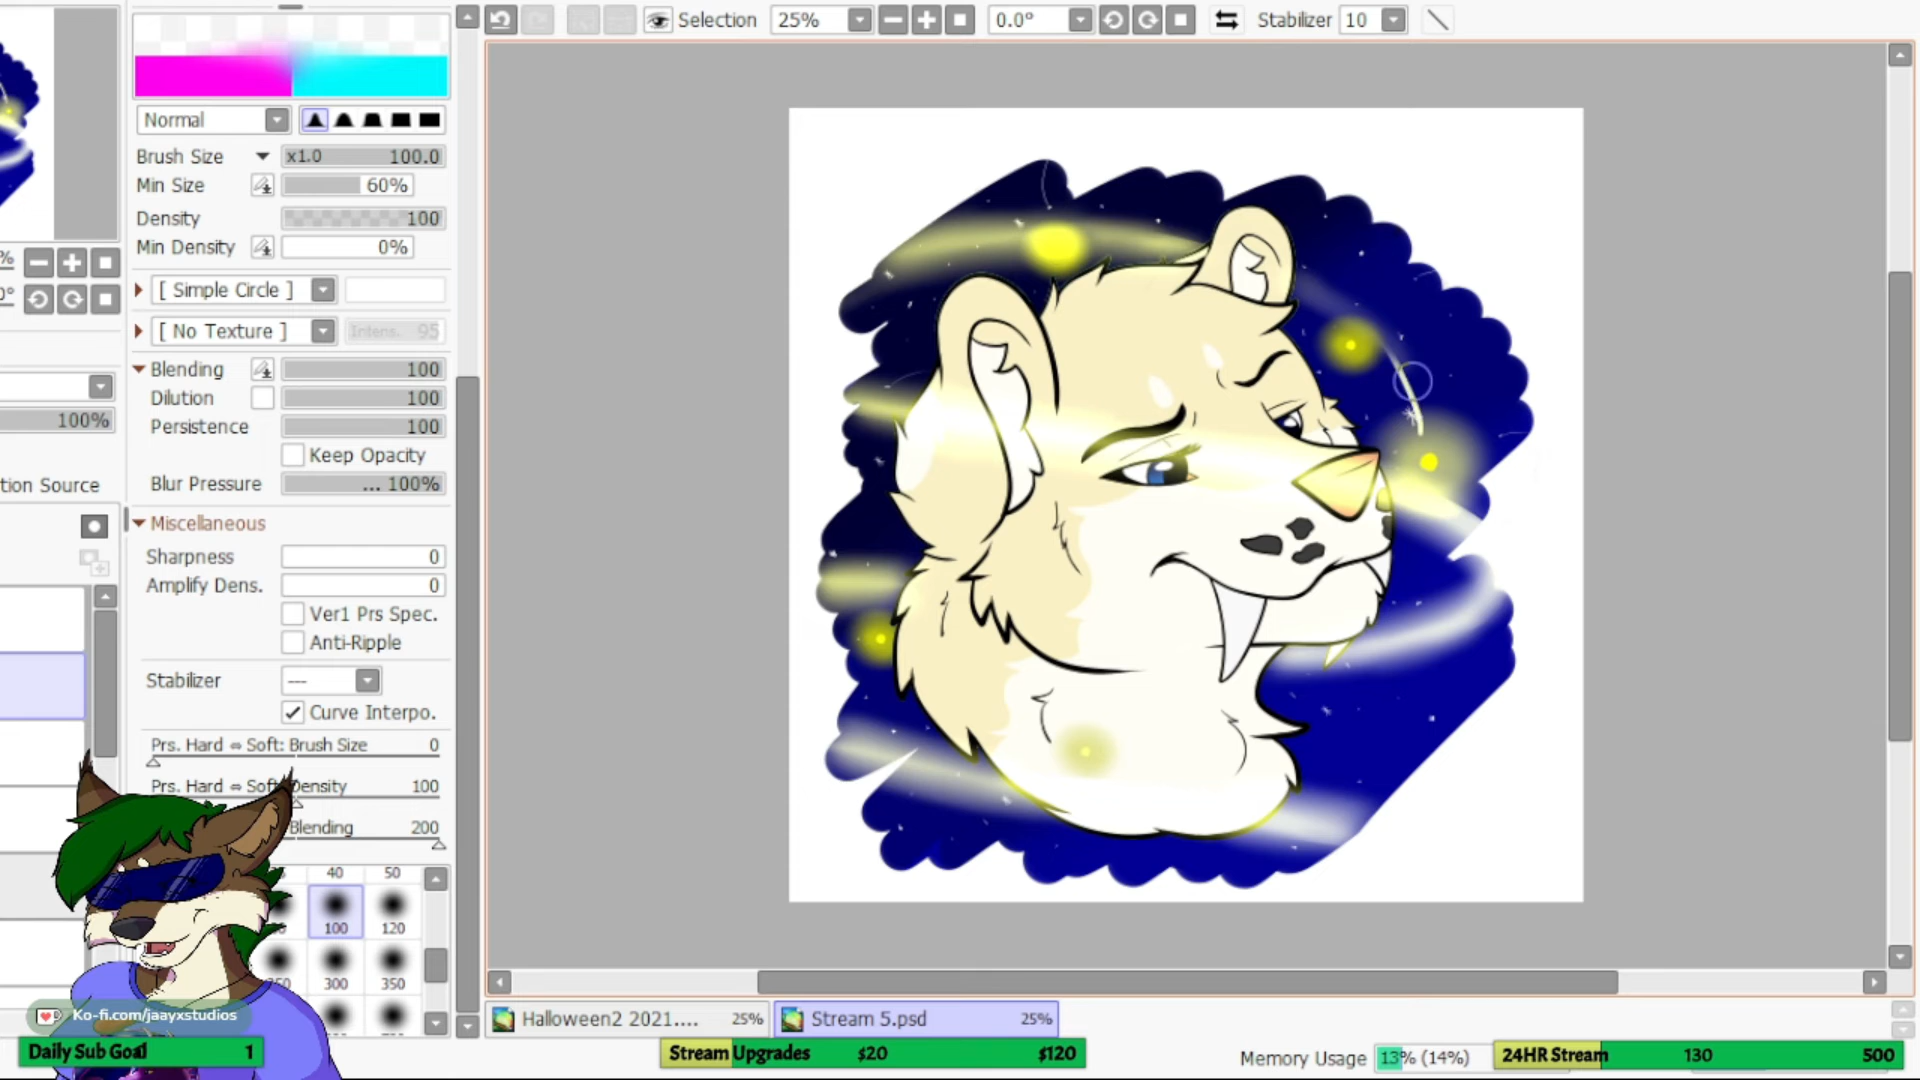 Selection 25% 0.0° Stabilizer 10
Normal
Brush Size x1.0 100.0
Min Size 60%
Density 100
Min Density 0%
%
0°
[ Simple Circle ]
[ No Texture ] Intens. 95
Blending 100
Dilution 100
100% Persistence 100
Keep Opacity
tion Source Blur Pressure ... 100%
Miscellaneous
Sharpness 0
Amplify Dens. 0
Ver1 Prs Spec.
Anti-Ripple
Stabilizer ---
Curve Interpo.
Prs. Hard ⇔ Soft: Brush Size 0
Prs. Hard ⇔ Soft: Density 100
Blending 200
40 50
100 120
300 350
Ko-fi.com/jaayxstudios
Halloween2 2021.... 25% Stream 5.psd 25%
Daily Sub Goal 1
Stream Upgrades $20 $120
Memory Usage 13% (14%)
24HR Stream 130 500